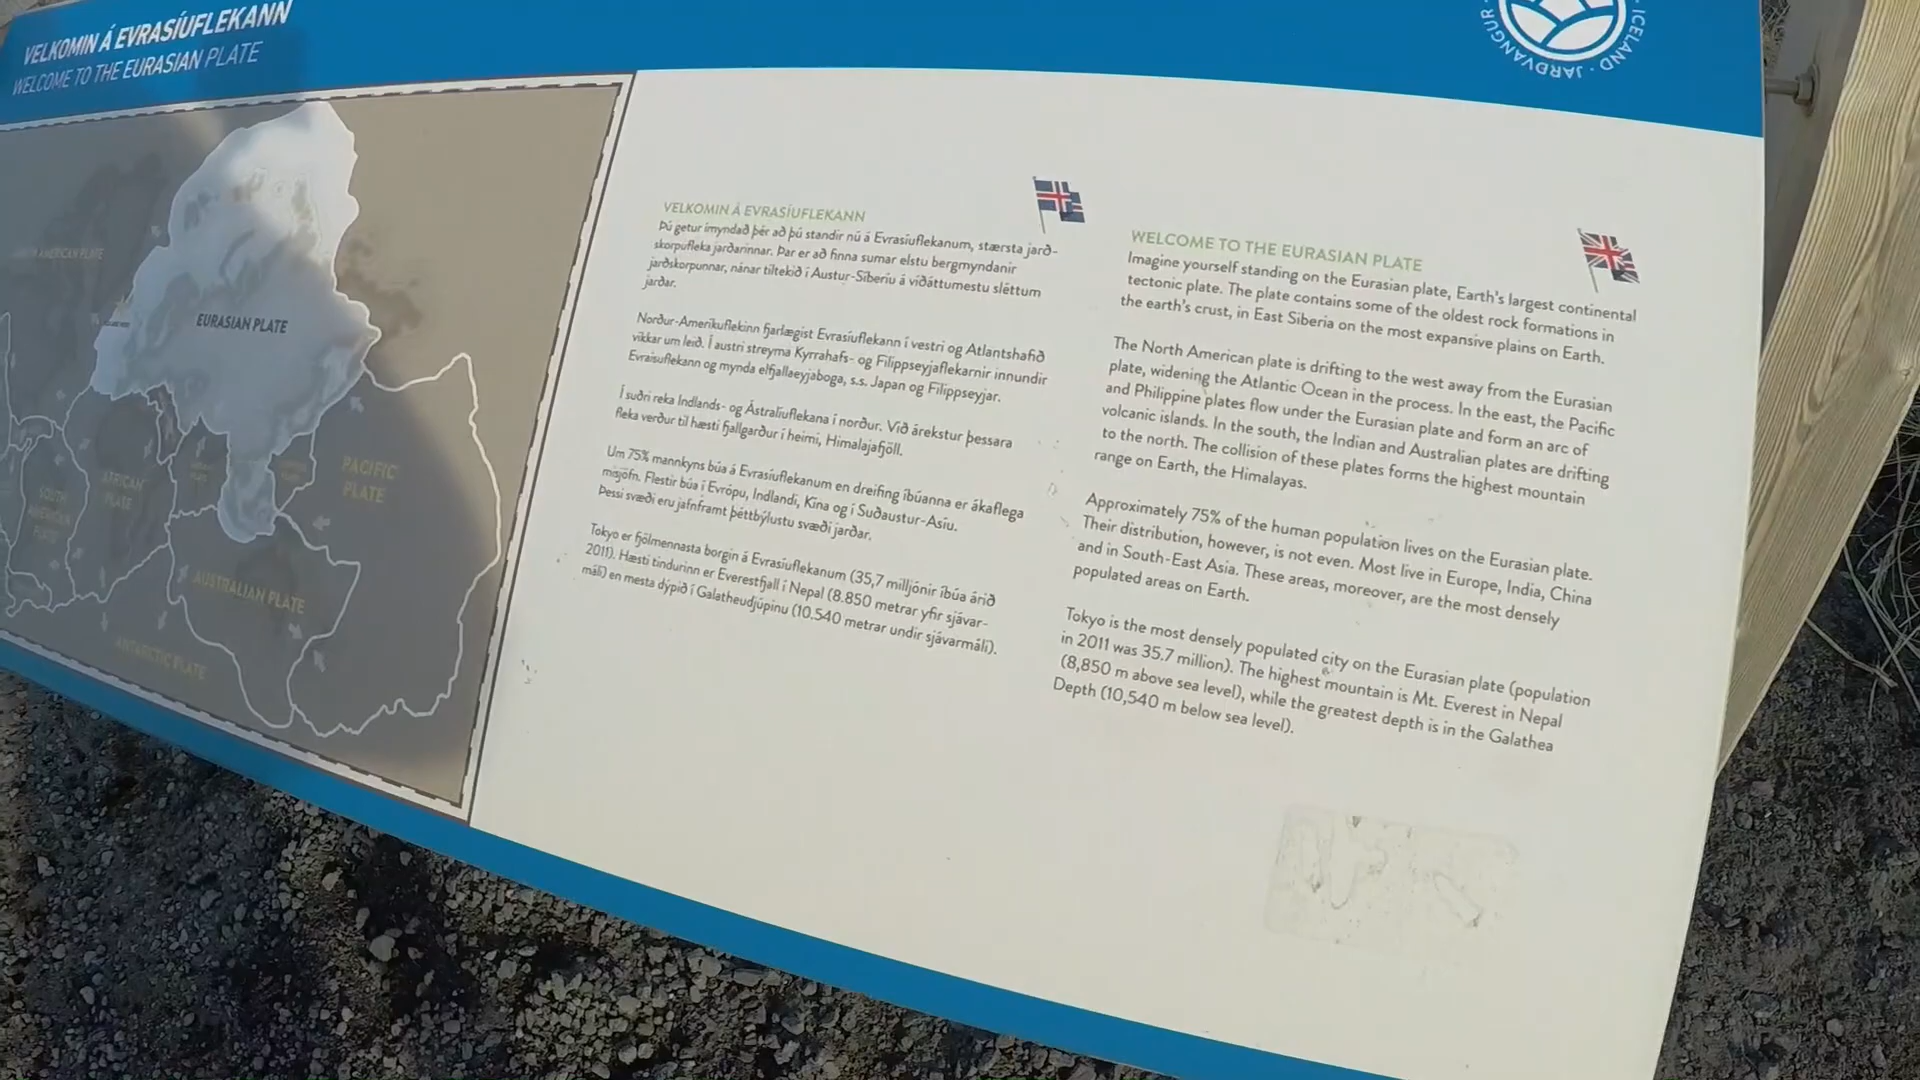 VELKOMIN Á EVRASÍUFLEKANN
WELCOME TO THE EURASIAN PLATE
ICELAND · JARÐVANGUR ·
AMERICAN PLATE
EURASIAN PLATE
SOUTH
AMERICAN
PLATE
AFRICAN
PLATE
PACIFIC
PLATE
AUSTRALIAN PLATE
ANTARCTIC PLATE
VELKOMIN Á EVRASÍUFLEKANN
Þú getur ímyndað þér að þú standir nú á Evrasíuflekanum, stærsta jarð-
skorpufleka jarðarinnar. Þar er að finna sumar elstu bergmyndanir
jarðskorpunnar, nánar tiltekið í Austur-Síberíu á víðáttumestu sléttum
jarðar.
Norður-Ameríkuflekinn fjarlægist Evrasíuflekann í vestri og Atlantshafið
víkkar um leið. Í austri streyma Kyrrahafs- og Filippseyjaflekarnir innundir
Evraisuflekann og mynda elfjallaeyjaboga, s.s. Japan og Filippseyjar.
Í suðri reka Indlands- og Ástralíuflekana í norður. Við árekstur þessara
fleka verður til hæsti fjallgarður í heimi, Himalajafjöll.
Um 75% mannkyns búa á Evrasíuflekanum en dreifing íbúanna er ákaflega
misjöfn. Flestir búa í Evrópu, Indlandi, Kína og í Suðaustur-Asíu.
Þessi svæði eru jafnframt þéttbýlustu svæði jarðar.
Tokyo er fjölmennasta borgin á Evrasíuflekanum (35,7 milljónir íbúa árið
2011). Hæsti tindurinn er Everestfjall í Nepal (8.850 metrar yfir sjávar-
máli) en mesta dýpið í Galatheudjúpinu (10.540 metrar undir sjávarmáli).
WELCOME TO THE EURASIAN PLATE
Imagine yourself standing on the Eurasian plate, Earth's largest continental
tectonic plate. The plate contains some of the oldest rock formations in
the earth's crust, in East Siberia on the most expansive plains on Earth.
The North American plate is drifting to the west away from the Eurasian
plate, widening the Atlantic Ocean in the process. In the east, the Pacific
and Philippine plates flow under the Eurasian plate and form an arc of
volcanic islands. In the south, the Indian and Australian plates are drifting
to the north. The collision of these plates forms the highest mountain
range on Earth, the Himalayas.
Approximately 75% of the human population lives on the Eurasian plate.
Their distribution, however, is not even. Most live in Europe, India, China
and in South-East Asia. These areas, moreover, are the most densely
populated areas on Earth.
Tokyo is the most densely populated city on the Eurasian plate (population
in 2011 was 35.7 million). The highest mountain is Mt. Everest in Nepal
(8,850 m above sea level), while the greatest depth is in the Galathea
Depth (10,540 m below sea level).